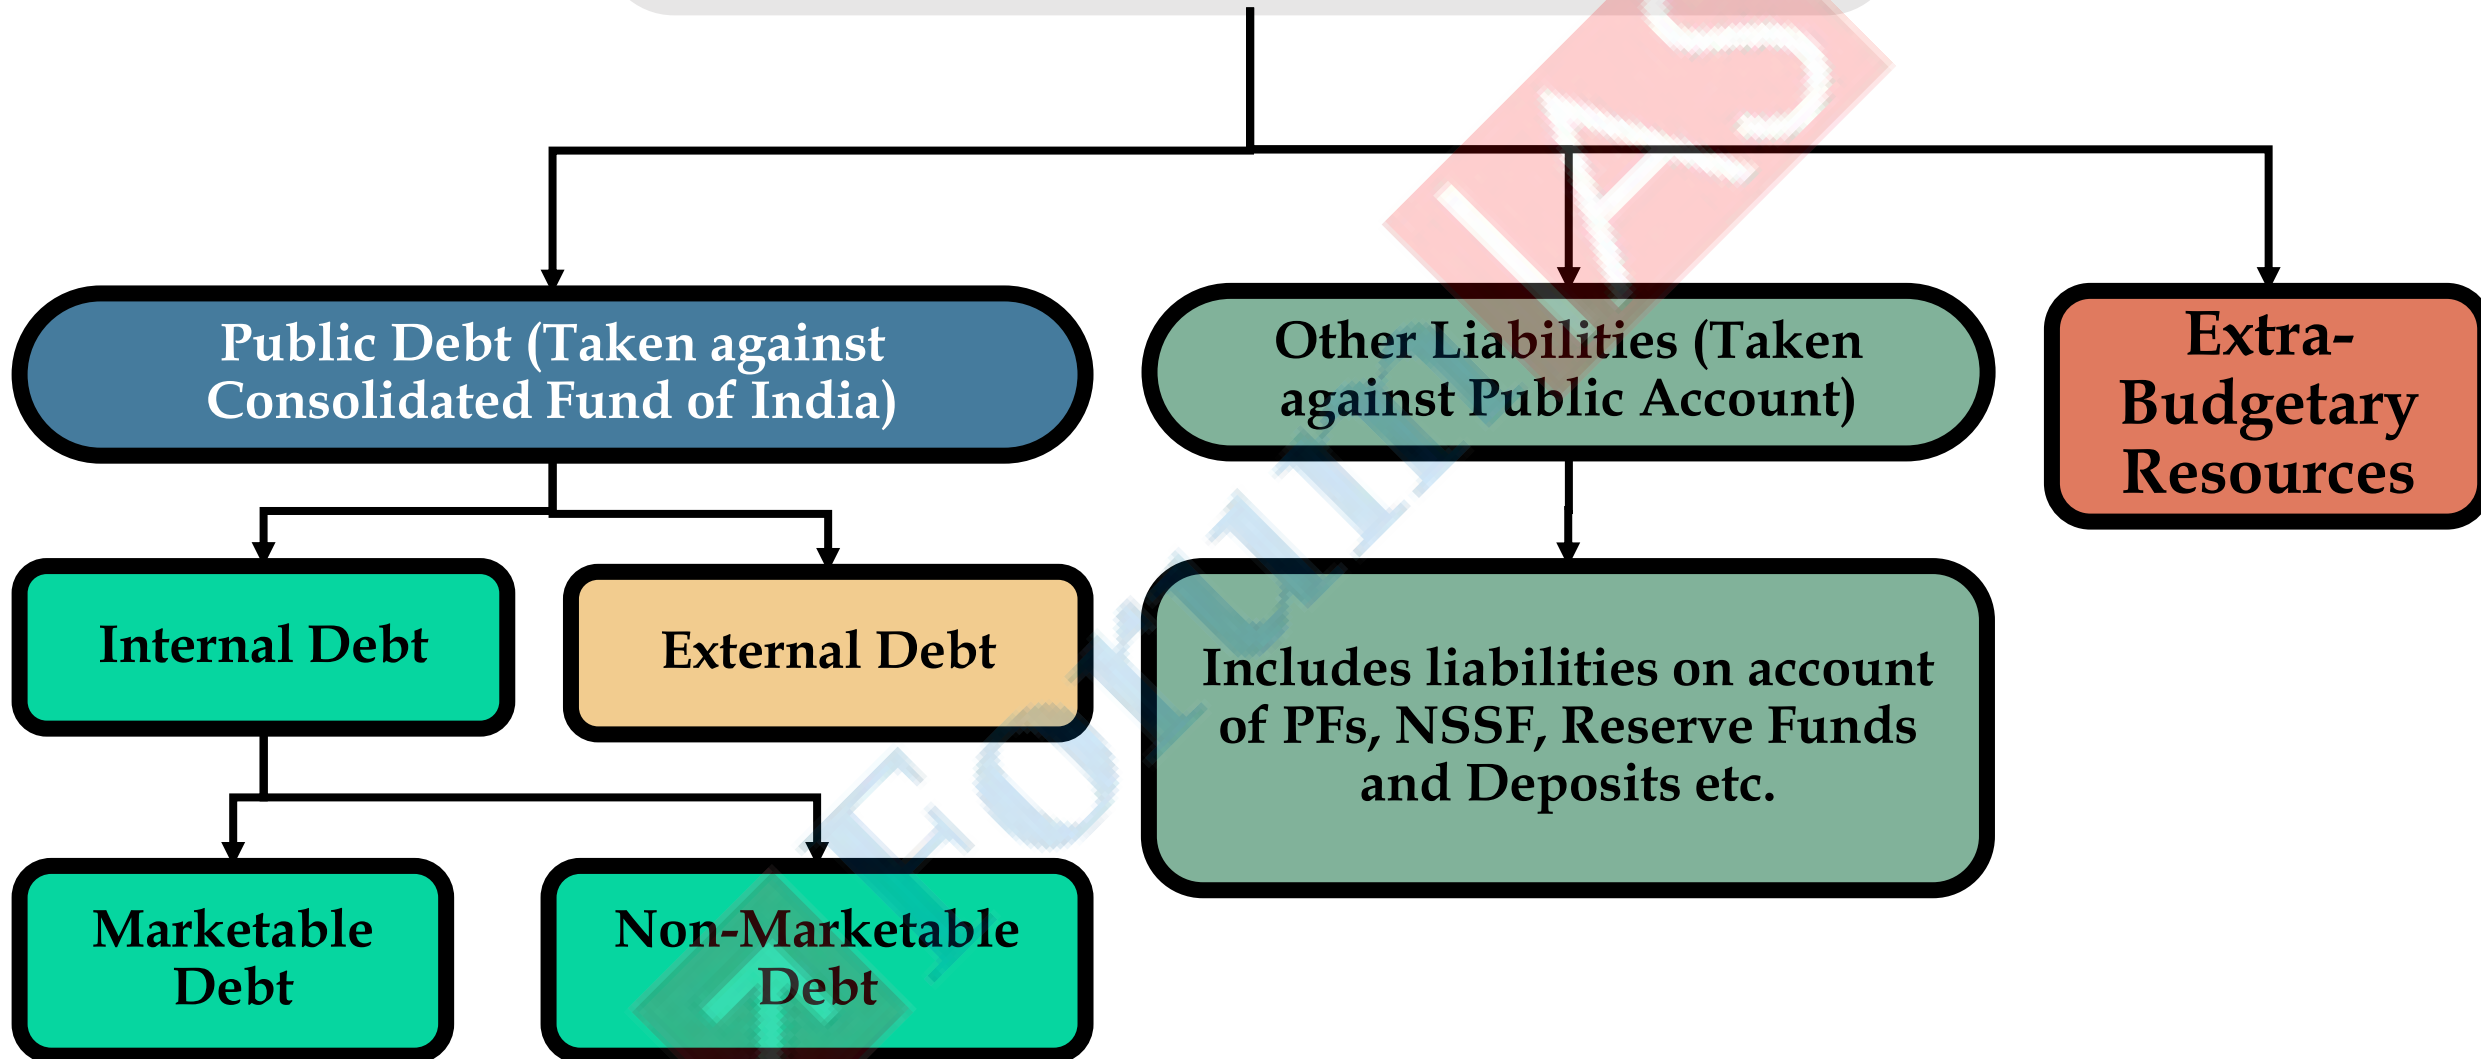 Public Debt (Taken against
Consolidated Fund of India)
Other Liabilities (Taken
against Public Account)
Extra-
Budgetary
Resources
Internal Debt
External Debt
Includes liabilities on account
of PFs, NSSF, Reserve Funds
and Deposits etc.
Marketable
Debt
Non-Marketable
Debt
Forum IAS